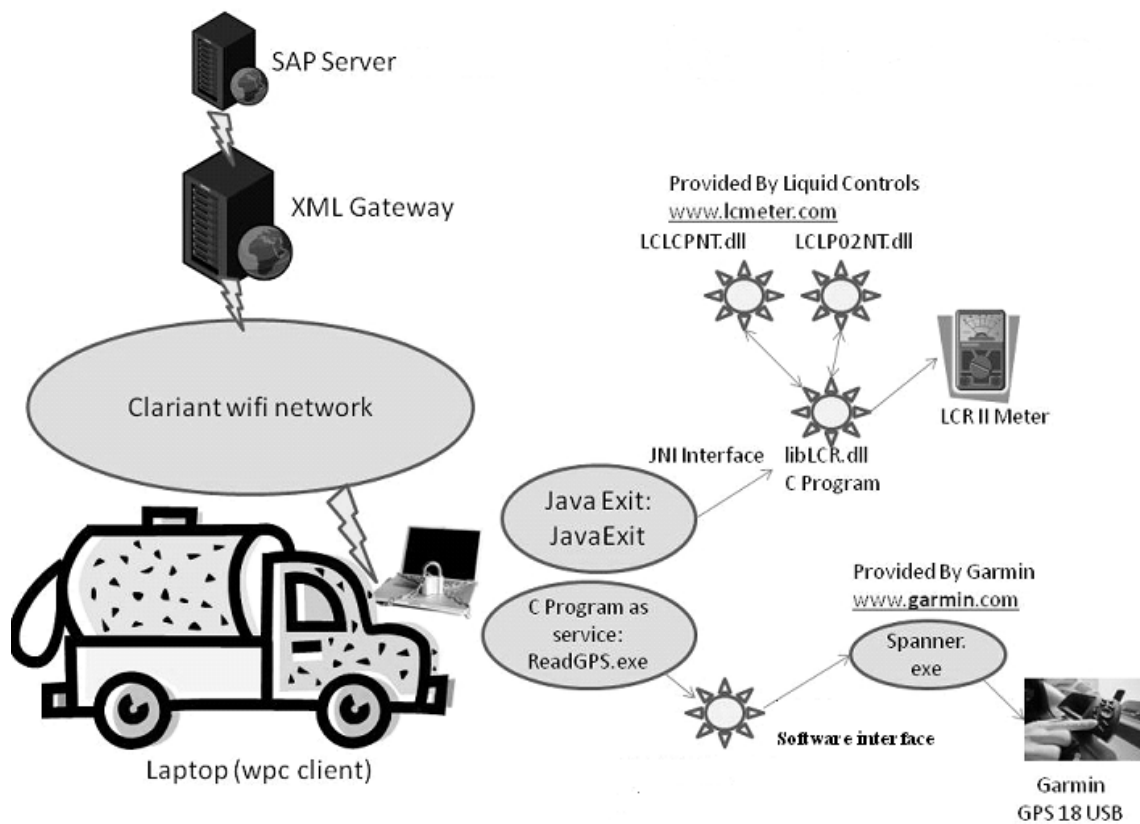 SAP Server
XML Gateway
Clariant wifi network
Laptop (wpc client)
Provided By Liquid Controls
www.lcmeter.com
LCLCPNT.dll
LCLP02NT.dll
LCR II Meter
JNI Interface
libLCR.dll
C Program
Java Exit:
JavaExit
C Program as
service:
ReadGPS.exe
Provided By Garmin
www.garmin.com
Spanner.
exe
Software interface
Garmin
GPS 18 USB